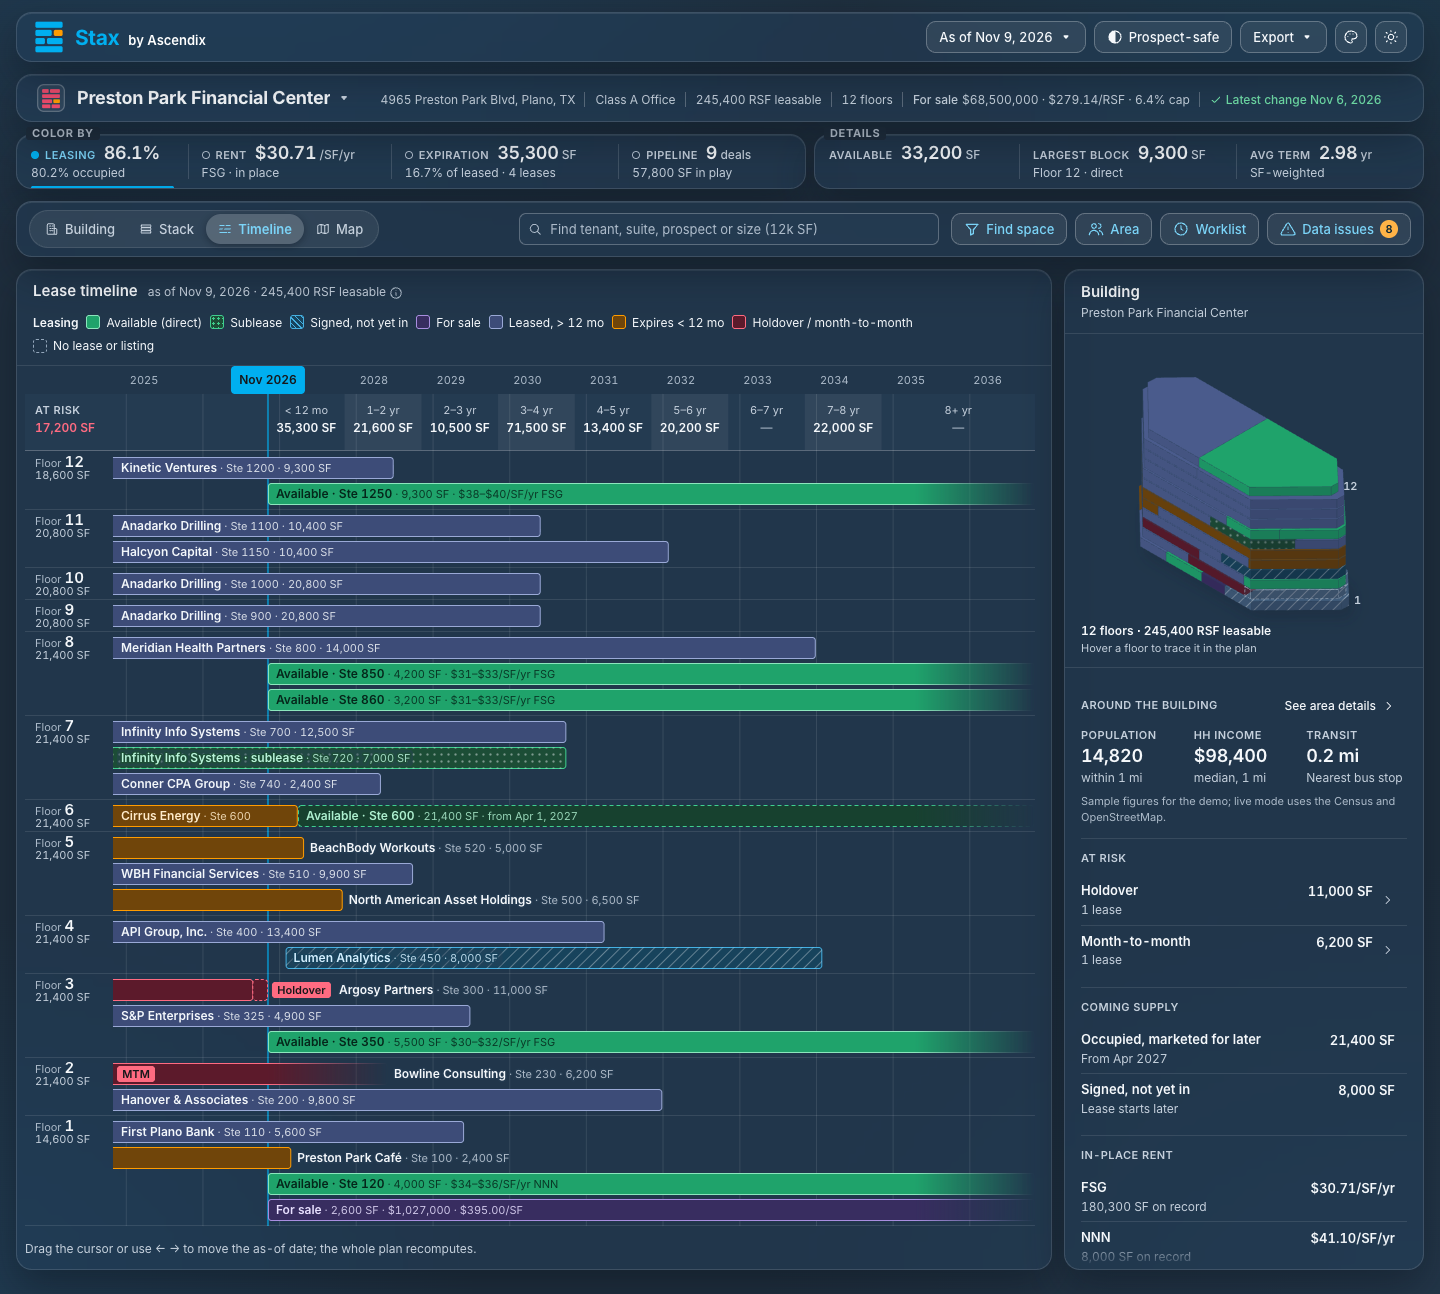 Stax by Ascendix
As of Nov 9, 2026
Prospect-safe
Export
Preston Park Financial Center
4965 Preston Park Blvd, Plano, TX
Class A Office
245,400 RSF leasable
12 floors
For sale $68,500,000 · $279.14/RSF · 6.4% cap
✓ Latest change Nov 6, 2026
COLOR BY
LEASING 86.1%
80.2% occupied
RENT $30.71 /SF/yr
FSG · in place
EXPIRATION 35,300 SF
16.7% of leased · 4 leases
PIPELINE 9 deals
57,800 SF in play
DETAILS
AVAILABLE 33,200 SF
LARGEST BLOCK 9,300 SF
Floor 12 · direct
AVG TERM 2.98 yr
SF-weighted
Building
Stack
Timeline
Map
Find tenant, suite, prospect or size (12k SF)
Find space
Area
Worklist
Data issues 8
Lease timeline as of Nov 9, 2026 · 245,400 RSF leasable
Leasing Available (direct) Sublease Signed, not yet in For sale Leased, > 12 mo Expires < 12 mo Holdover / month-to-month
No lease or listing
2025 Nov 2026 2028 2029 2030 2031 2032 2033 2034 2035 2036
AT RISK
17,200 SF
< 12 mo 1–2 yr 2–3 yr 3–4 yr 4–5 yr 5–6 yr 6–7 yr 7–8 yr 8+ yr
35,300 SF 21,600 SF 10,500 SF 71,500 SF 13,400 SF 20,200 SF — 22,000 SF —
Floor 12
18,600 SF
Kinetic Ventures · Ste 1200 · 9,300 SF
Available · Ste 1250 · 9,300 SF · $38–$40/SF/yr FSG
Floor 11
20,800 SF
Anadarko Drilling · Ste 1100 · 10,400 SF
Halcyon Capital · Ste 1150 · 10,400 SF
Floor 10
20,800 SF
Anadarko Drilling · Ste 1000 · 20,800 SF
Floor 9
20,800 SF
Anadarko Drilling · Ste 900 · 20,800 SF
Floor 8
21,400 SF
Meridian Health Partners · Ste 800 · 14,000 SF
Available · Ste 850 · 4,200 SF · $31–$33/SF/yr FSG
Available · Ste 860 · 3,200 SF · $31–$33/SF/yr FSG
Floor 7
21,400 SF
Infinity Info Systems · Ste 700 · 12,500 SF
Infinity Info Systems · sublease · Ste 720 · 7,000 SF
Conner CPA Group · Ste 740 · 2,400 SF
Floor 6
21,400 SF
Cirrus Energy · Ste 600
Available · Ste 600 · 21,400 SF · from Apr 1, 2027
Floor 5
21,400 SF
BeachBody Workouts · Ste 520 · 5,000 SF
WBH Financial Services · Ste 510 · 9,900 SF
North American Asset Holdings · Ste 500 · 6,500 SF
Floor 4
21,400 SF
API Group, Inc. · Ste 400 · 13,400 SF
Lumen Analytics · Ste 450 · 8,000 SF
Floor 3
21,400 SF
Holdover Argosy Partners · Ste 300 · 11,000 SF
S&P Enterprises · Ste 325 · 4,900 SF
Available · Ste 350 · 5,500 SF · $30–$32/SF/yr FSG
Floor 2
21,400 SF
MTM Bowline Consulting · Ste 230 · 6,200 SF
Hanover & Associates · Ste 200 · 9,800 SF
Floor 1
14,600 SF
First Plano Bank · Ste 110 · 5,600 SF
Preston Park Café · Ste 100 · 2,400 SF
Available · Ste 120 · 4,000 SF · $34–$36/SF/yr NNN
For sale · 2,600 SF · $1,027,000 · $395.00/SF
Drag the cursor or use ← → to move the as-of date; the whole plan recomputes.
Building
Preston Park Financial Center
12
1
12 floors · 245,400 RSF leasable
Hover a floor to trace it in the plan
AROUND THE BUILDING
See area details
POPULATION HH INCOME TRANSIT
14,820 $98,400 0.2 mi
within 1 mi median, 1 mi Nearest bus stop
Sample figures for the demo; live mode uses the Census and
OpenStreetMap.
AT RISK
Holdover 11,000 SF
1 lease
Month-to-month 6,200 SF
1 lease
COMING SUPPLY
Occupied, marketed for later 21,400 SF
From Apr 2027
Signed, not yet in 8,000 SF
Lease starts later
IN-PLACE RENT
FSG $30.71/SF/yr
180,300 SF on record
NNN $41.10/SF/yr
8,000 SF on record